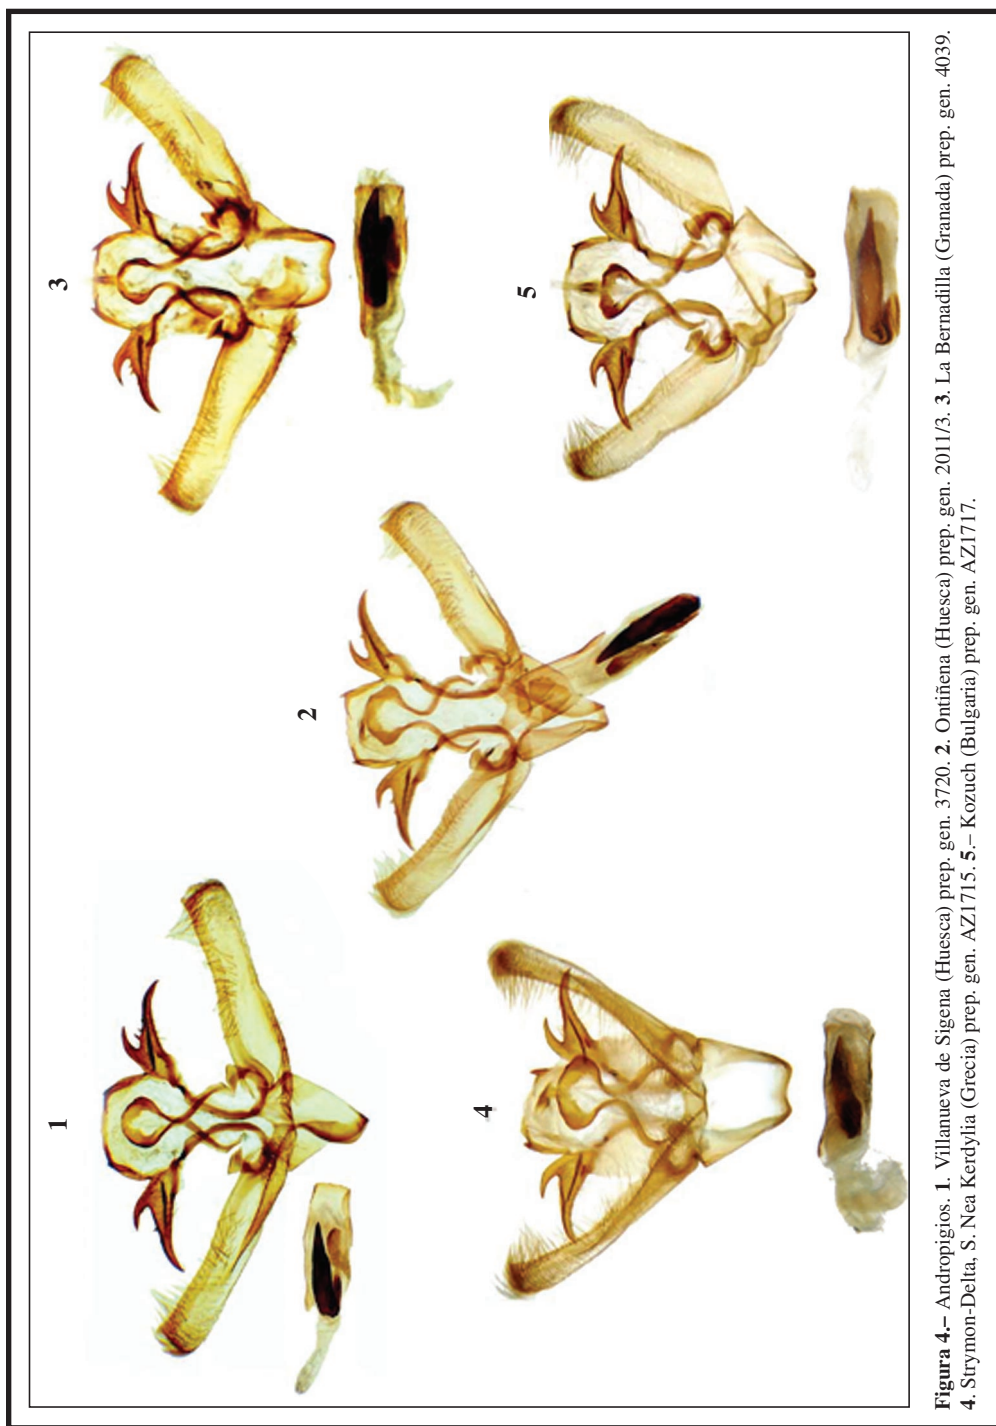 1
2
3
4
5
Figura 4.– Andropigios. 1. Villanueva de Sigena (Huesca) prep. gen. 3720. 2. Ontiñena (Huesca) prep. gen. 2011/3. 3. La Bernadilla (Granada) prep. gen. 4039.
4. Strymon-Delta, S. Nea Kerdylia (Grecia) prep. gen. AZ1715. 5.– Kozuch (Bulgaria) prep. gen. AZ1717.